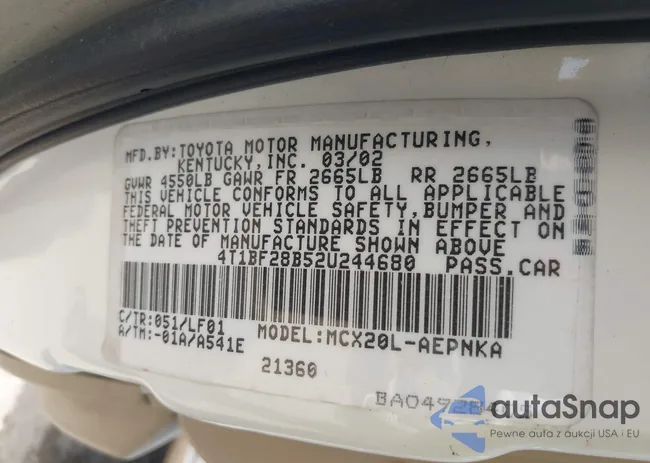 MFD.BY:TOYOTA MOTOR MANUFACTURING,
KENTUCKY,INC. 03/02
GVWR 4550LB GAWR FR 2665LB RR 2665LB
THIS VEHICLE CONFORMS TO ALL APPLICABLE
FEDERAL MOTOR VEHICLE SAFETY,BUMPER AND
THEFT PREVENTION STANDARDS IN EFFECT ON
THE DATE OF MANUFACTURE SHOWN ABOVE
4T1BF28B52U244680 PASS.CAR
C/TR:051/LF01 MODEL:MCX20L-AEPNKA
A/TM:-01A/A541E
21360
autaSnap
Pewne auta z aukcji USA i EU